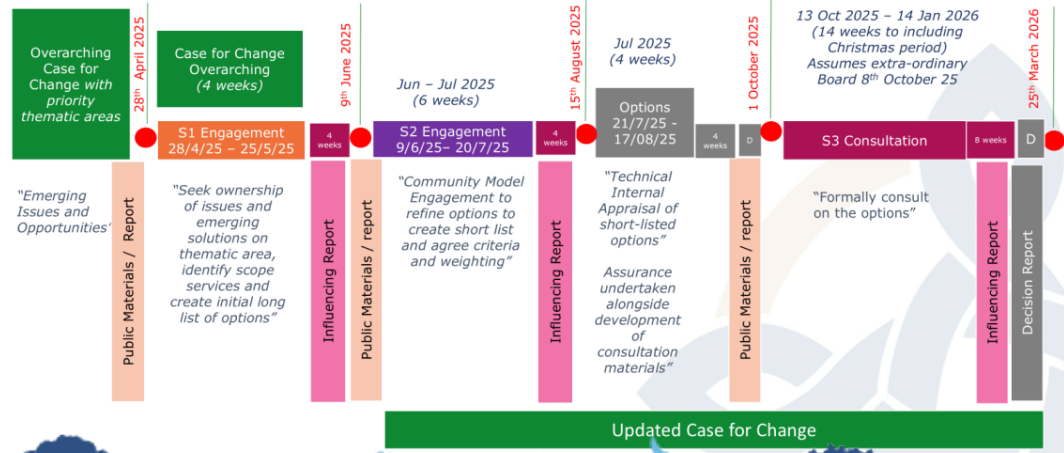 Overarching
Case for
Change with
priority
thematic areas
28th April 2025
Case for Change
Overarching
(4 weeks)
9th June 2025
Jun – Jul 2025
(6 weeks)
15th August 2025
Jul 2025
(4 weeks)
1 October 2025
13 Oct 2025 – 14 Jan 2026
(14 weeks to including
Christmas period)
Assumes extra-ordinary
Board 8th October 25
25th March 2026
S1 Engagement
28/4/25 – 25/5/25
4
weeks
S2 Engagement
9/6/25– 20/7/25
4
weeks
Options
21/7/25 -
17/08/25
4
weeks
D
S3 Consultation
8 weeks
D
"Emerging
Issues and
Opportunities'
Public Materials /  Report
"Seek ownership
of issues and
emerging
solutions on
thematic area,
identify scope
services and
create initial long
list of options"
Influencing Report
Public Materials / report
"Community Model
Engagement to
refine options to
create short list
and agree criteria
and weighting"
Influencing Report
"Technical
Internal
Appraisal of
short-listed
options"
Assurance
undertaken
alongside
development
of
consultation
materials"
Public Materials / report
"Formally consult
on the options"
Influencing Report
Decision Report
Updated Case for Change